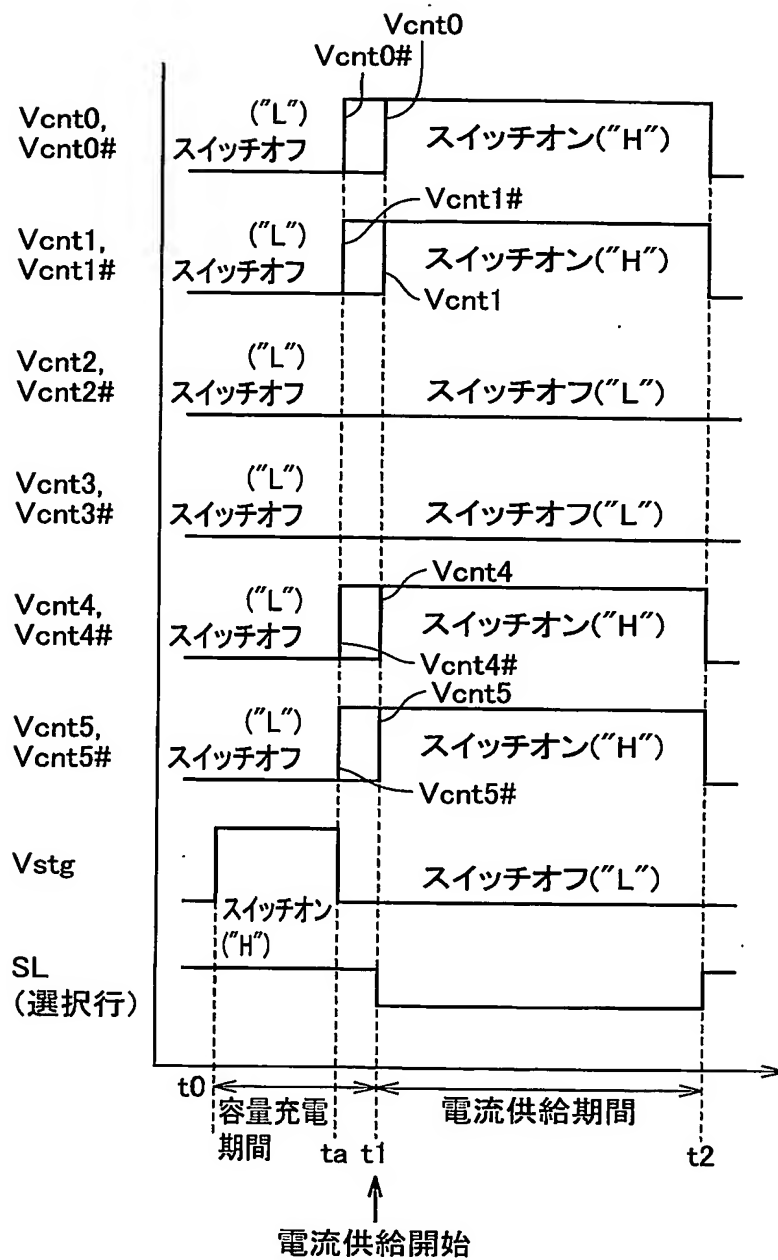 Vcnt0
Vcnt0#
Vcnt0,
Vcnt0#
("L")
スイッチオフ
スイッチオン("H")
Vcnt1#
Vcnt1,
Vcnt1#
("L")
スイッチオフ
スイッチオン("H")
Vcnt1
Vcnt2,
Vcnt2#
("L")
スイッチオフ
スイッチオフ("L")
Vcnt3,
Vcnt3#
("L")
スイッチオフ
スイッチオフ("L")
Vcnt4
Vcnt4,
Vcnt4#
("L")
スイッチオフ
スイッチオン("H")
Vcnt4#
Vcnt5
Vcnt5,
Vcnt5#
("L")
スイッチオフ
スイッチオン("H")
Vcnt5#
Vstg
スイッチオン
("H")
スイッチオフ("L")
SL
(選択行)
t0
容量充電
期間
電流供給期間
ta t1
t2
電流供給開始